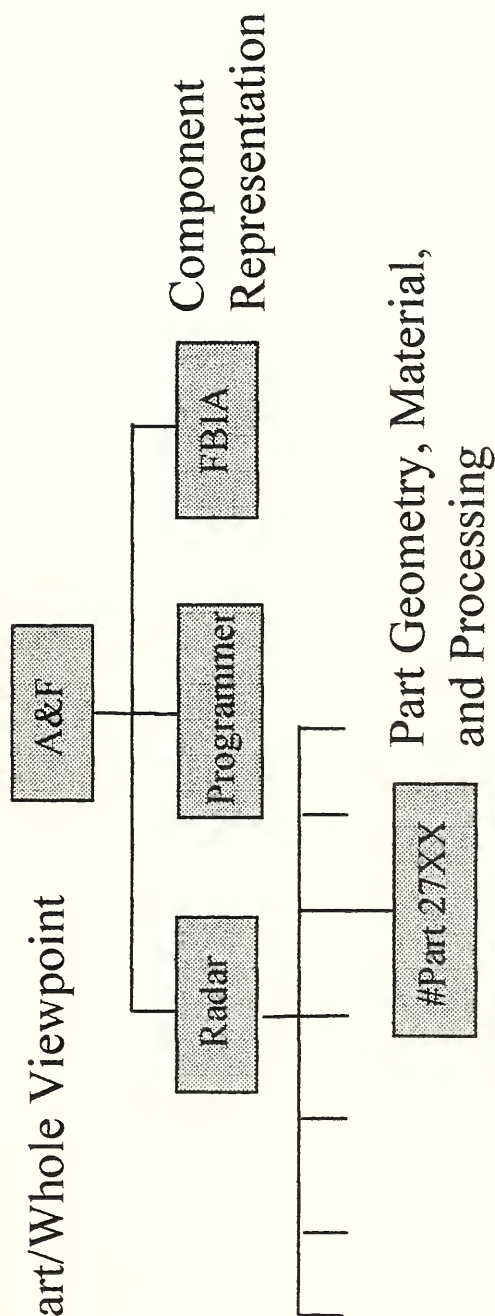 art/Whole Viewpoint
A&F
Radar
Programmer
FBIA
Component
Representation
#Part 27XX
Part Geometry, Material,
and Processing